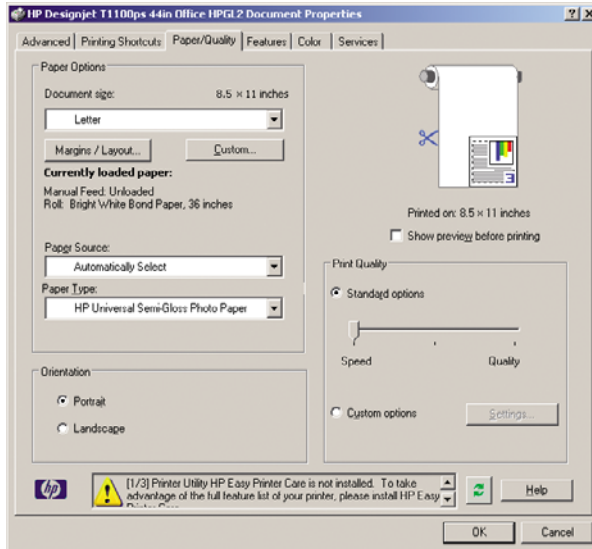 HP Designjet T1100ps 44in Office HPGL2 Document Properties
Advanced Printing Shortcuts Paper/Quality Features Color Services
Paper Options
Document size: 8.5 × 11 inches
Letter
Margins / Layout... Custom...
Currently loaded paper:
Manual Feed: Unloaded
Roll: Bright White Bond Paper, 36 inches
Paper Source:
Automatically Select
Paper Type:
HP Universal Semi-Gloss Photo Paper
Orientation
Portrait
Landscape
3
Printed on: 8.5 × 11 inches
Show preview before printing
Print Quality
Standard options
Speed Quality
Custom options Settings...
hp
[1/3] Printer Utility HP Easy Printer Care is not installed. To take
advantage of the full feature list of your printer, please install HP Easy
Printer Care
Help
OK Cancel